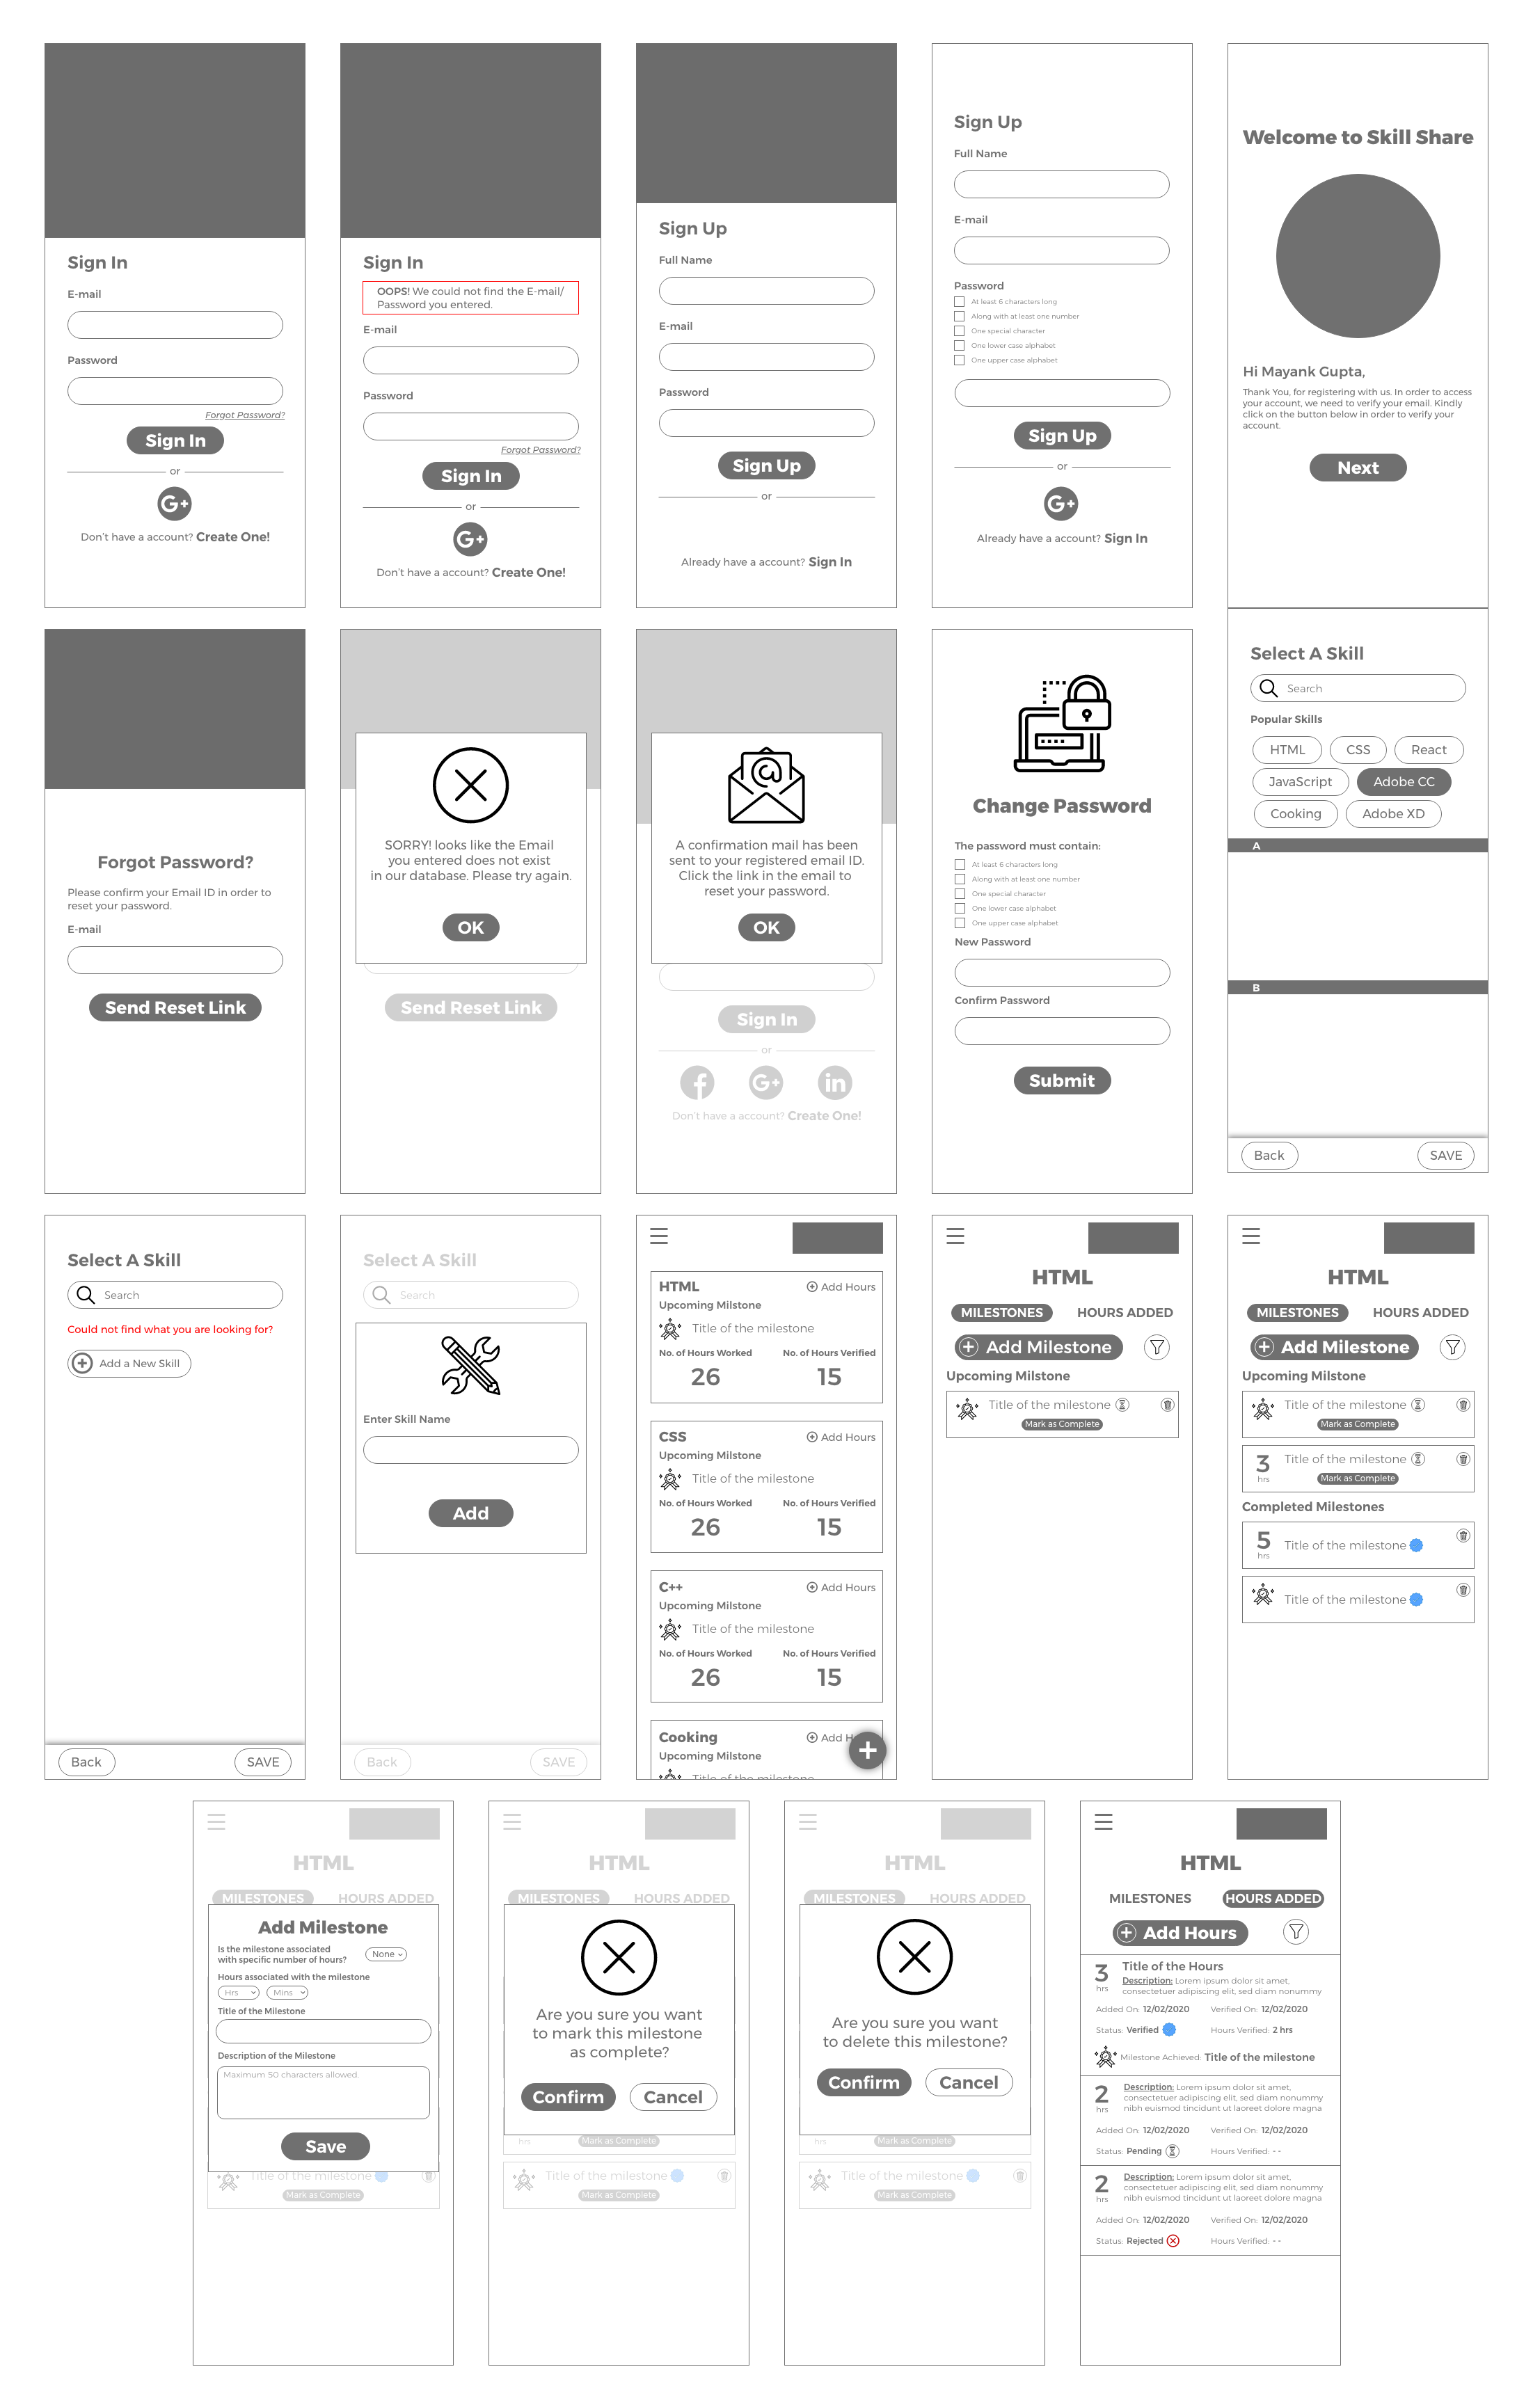 Sign In
E-mail
Password
Forgot Password?
Sign In
or
G+
Don't have a account? Create One!
Sign In
OOPS! We could not find the E-mail/
Password you entered.
E-mail
Password
Forgot Password?
Sign In
or
G+
Don't have a account? Create One!
Sign Up
Full Name
E-mail
Password
Sign Up
or
Already have a account? Sign In
Sign Up
Full Name
E-mail
Password
At least 6 characters long
Along with at least one number
One special character
One lower case alphabet
One upper case alphabet
Sign Up
or
G+
Already have a account? Sign In
Welcome to Skill Share
Hi Mayank Gupta,
Thank You, for registering with us. In order to access
your account, we need to verify your email. Kindly
click on the button below in order to verify your
account.
Next
Forgot Password?
Please confirm your Email ID in order to
reset your password.
E-mail
Send Reset Link
SORRY! looks like the Email
you entered does not exist
in our database. Please try again.
OK
Send Reset Link
A confirmation mail has been
sent to your registered email ID.
Click the link in the email to
reset your password.
OK
Sign In
or
f G+ in
Don't have a account? Create One!
Change Password
The password must contain:
At least 6 characters long
Along with at least one number
One special character
One lower case alphabet
One upper case alphabet
New Password
Confirm Password
Submit
Select A Skill
Search
Popular Skills
HTML CSS React
JavaScript Adobe CC
Cooking Adobe XD
A
B
Back SAVE
Select A Skill
Search
Could not find what you are looking for?
Add a New Skill
Back SAVE
Select A Skill
Search
Enter Skill Name
Add
Back SAVE
HTML Add Hours
Upcoming Milstone
Title of the milestone
No. of Hours Worked No. of Hours Verified
26 15
CSS Add Hours
Upcoming Milstone
Title of the milestone
No. of Hours Worked No. of Hours Verified
26 15
C++ Add Hours
Upcoming Milstone
Title of the milestone
No. of Hours Worked No. of Hours Verified
26 15
Cooking Add H
Upcoming Milstone
Title of the milestone
HTML
MILESTONES HOURS ADDED
Add Milestone
Upcoming Milstone
Title of the milestone
Mark as Complete
HTML
MILESTONES HOURS ADDED
Add Milestone
Upcoming Milstone
Title of the milestone
Mark as Complete
3 hrs Title of the milestone
Mark as Complete
Completed Milestones
5 hrs Title of the milestone
Title of the milestone
HTML
MILESTONES HOURS ADDED
Add Milestone
Is the milestone associated
with specific number of hours? None
Hours associated with the milestone
Hrs Mins
Title of the Milestone
Description of the Milestone
Maximum 50 characters allowed.
Save
Title of the milestone
Mark as Complete
HTML
MILESTONES HOURS ADDED
Are you sure you want
to mark this milestone
as complete?
Confirm Cancel
hrs Mark as Complete
Title of the milestone
Mark as Complete
HTML
MILESTONES HOURS ADDED
Are you sure you want
to delete this milestone?
Confirm Cancel
hrs Mark as Complete
Title of the milestone
Mark as Complete
HTML
MILESTONES HOURS ADDED
Add Hours
3 hrs Title of the Hours
Description: Lorem ipsum dolor sit amet,
consectetuer adipiscing elit, sed diam nonummy
Added On: 12/02/2020 Verified On: 12/02/2020
Status: Verified Hours Verified: 2 hrs
Milestone Achieved: Title of the milestone
2 hrs Description: Lorem ipsum dolor sit amet,
consectetuer adipiscing elit, sed diam nonummy
nibh euismod tincidunt ut laoreet dolore magna
Added On: 12/02/2020 Verified On: 12/02/2020
Status: Pending Hours Verified: - -
2 hrs Description: Lorem ipsum dolor sit amet,
consectetuer adipiscing elit, sed diam nonummy
nibh euismod tincidunt ut laoreet dolore magna
Added On: 12/02/2020 Verified On: 12/02/2020
Status: Rejected Hours Verified: - -